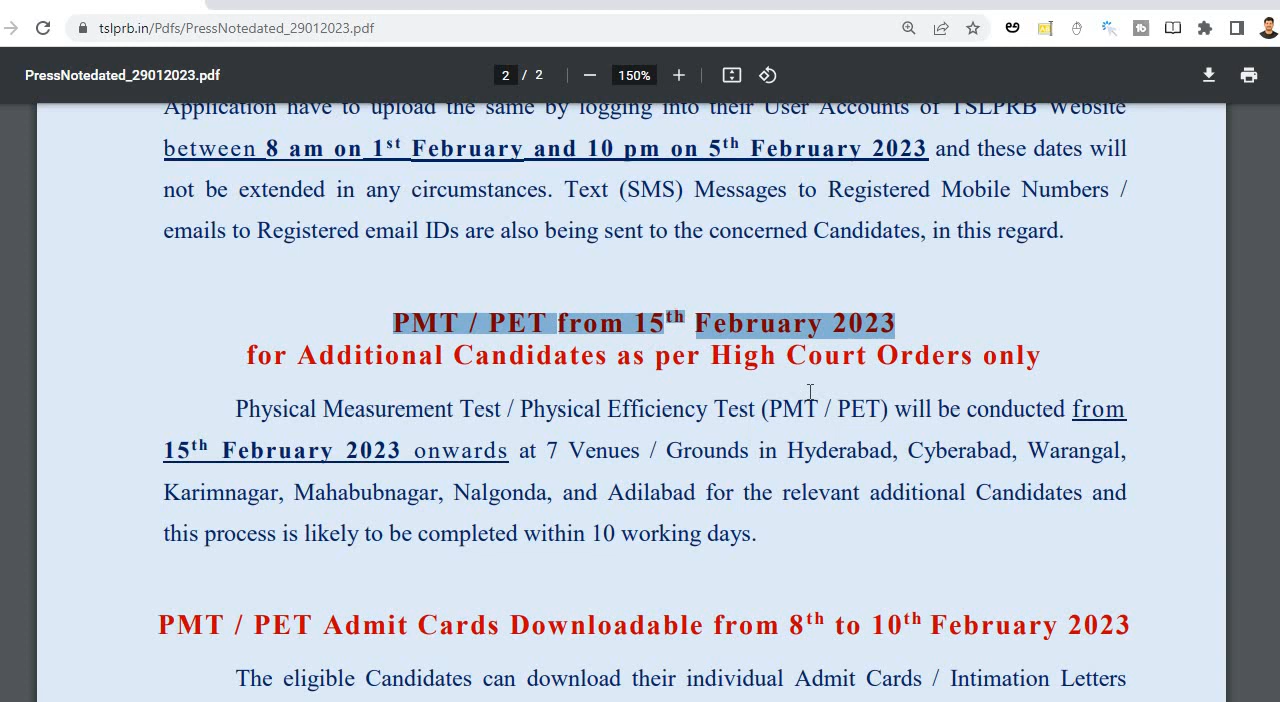 tslprb.in/Pdfs/PressNotedated_29012023.pdf
PressNotedated_29012023.pdf
2 / 2
150%
Application have to upload the same by logging into their User Accounts of TSLPRB Website
between 8 am on 1st February and 10 pm on 5th February 2023 and these dates will
not be extended in any circumstances. Text (SMS) Messages to Registered Mobile Numbers /
emails to Registered email IDs are also being sent to the concerned Candidates, in this regard.
PMT / PET from 15th February 2023
for Additional Candidates as per High Court Orders only
Physical Measurement Test / Physical Efficiency Test (PMT / PET) will be conducted from
15th February 2023 onwards at 7 Venues / Grounds in Hyderabad, Cyberabad, Warangal,
Karimnagar, Mahabubnagar, Nalgonda, and Adilabad for the relevant additional Candidates and
this process is likely to be completed within 10 working days.
PMT / PET Admit Cards Downloadable from 8th to 10th February 2023
The eligible Candidates can download their individual Admit Cards / Intimation Letters